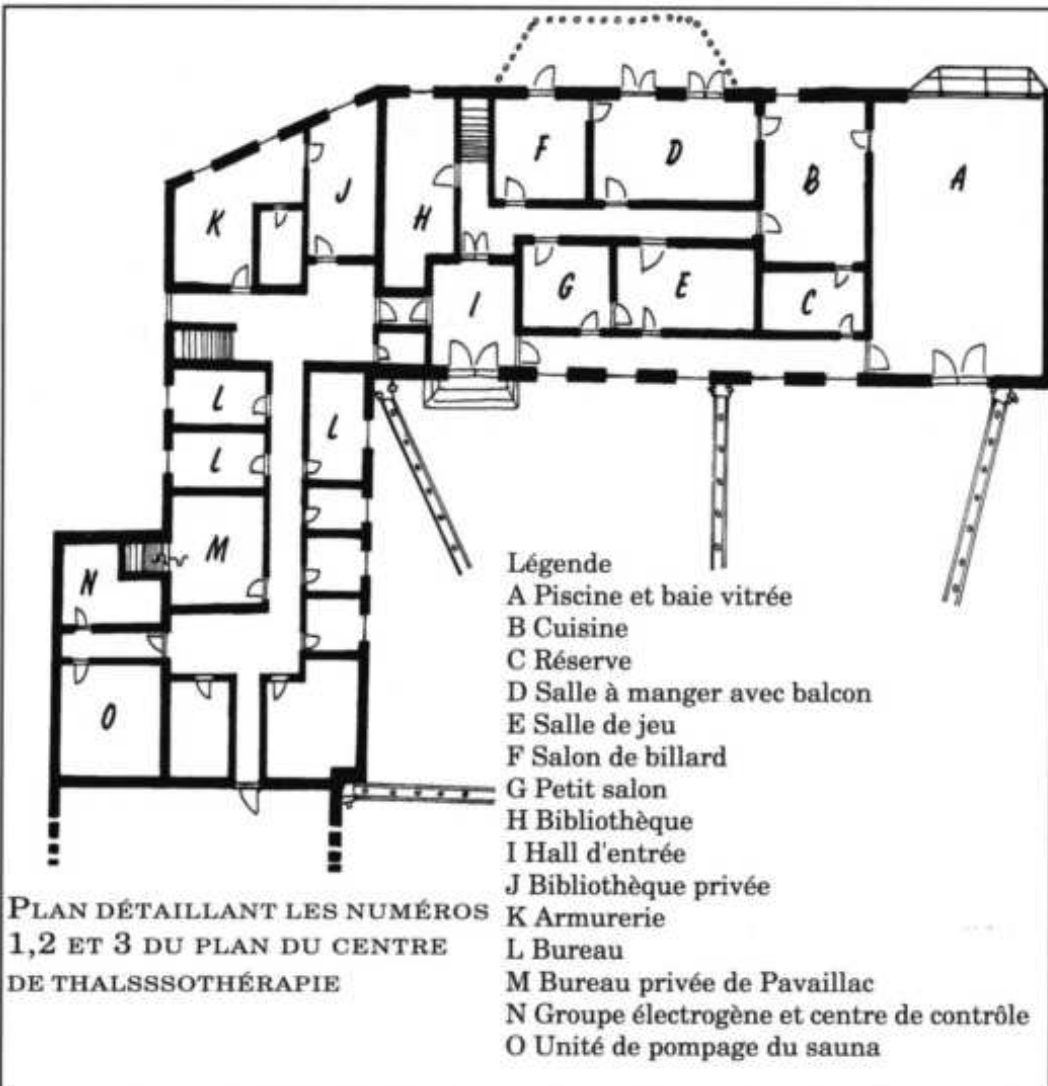 K
J
H
F
D
B
A
I
G
E
C
L
L
L
M
N
O
Légende
A Piscine et baie vitrée
B Cuisine
C Réserve
D Salle à manger avec balcon
E Salle de jeu
F Salon de billard
G Petit salon
H Bibliothèque
I Hall d'entrée
J Bibliothèque privée
K Armurerie
L Bureau
M Bureau privée de Pavaillac
N Groupe électrogène et centre de contrôle
O Unité de pompage du sauna
PLAN DÉTAILLANT LES NUMÉROS
1,2 ET 3 DU PLAN DU CENTRE
DE THALSSSOTHÉRAPIE